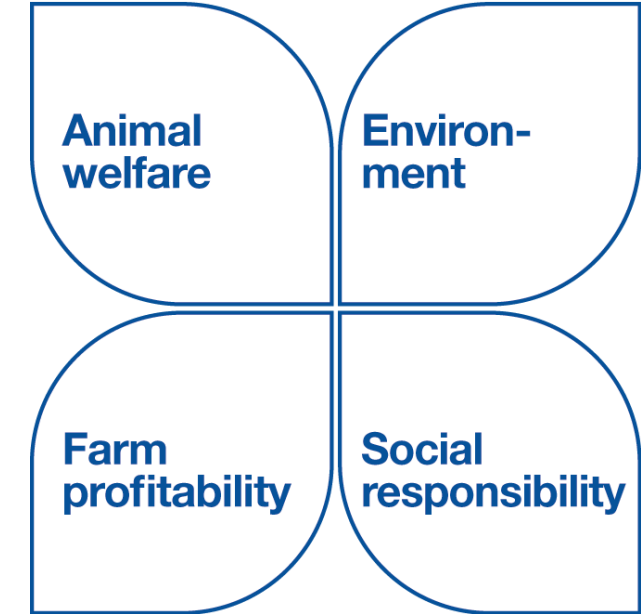 Animal
welfare
Environ-
ment
Farm
profitability
Social
responsibility